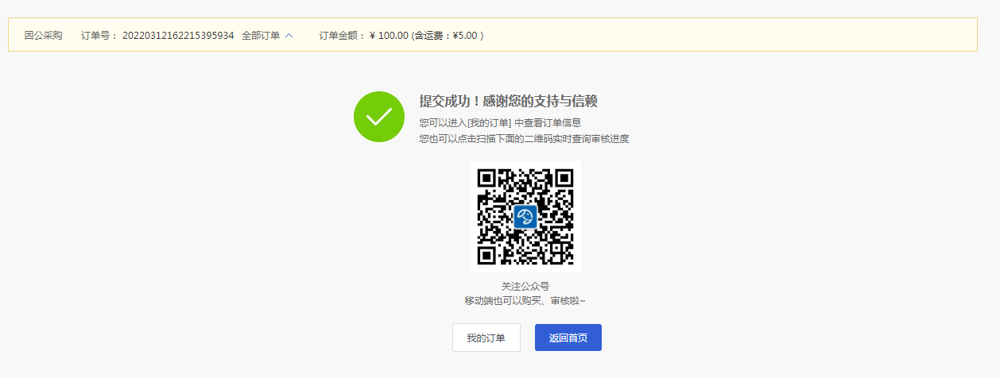 因公采购 订单号： 20220312162215395934 全部订单 订单金额： ¥ 100.00 (含运费：¥5.00 )
提交成功！感谢您的支持与信赖
您可以进入[我的订单] 中查看订单信息
您也可以点击扫描下面的二维码实时查询审核进度
关注公众号
移动端也可以购买、审核啦~
我的订单 返回首页